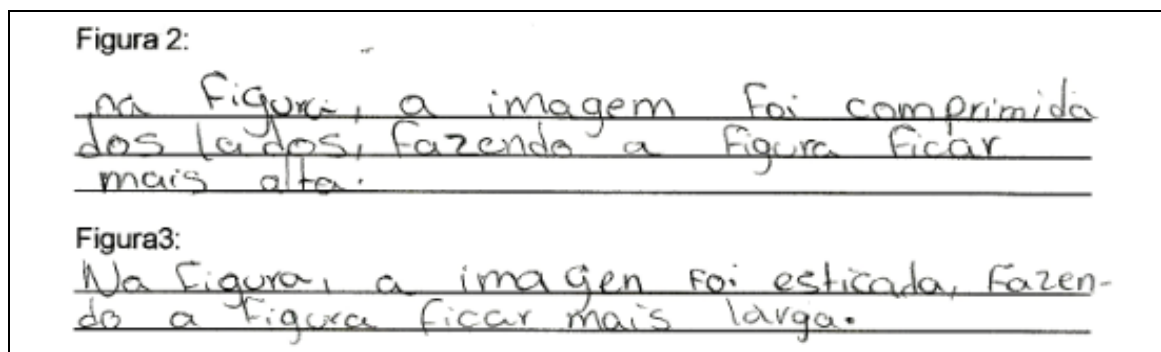 Figura 2:
na Figura, a imagem foi comprimida
dos lados, fazendo a figura ficar
mais alta.
Figura3:
Na figura, a imagen foi esticada, fazen-
do a figura ficar mais larga.